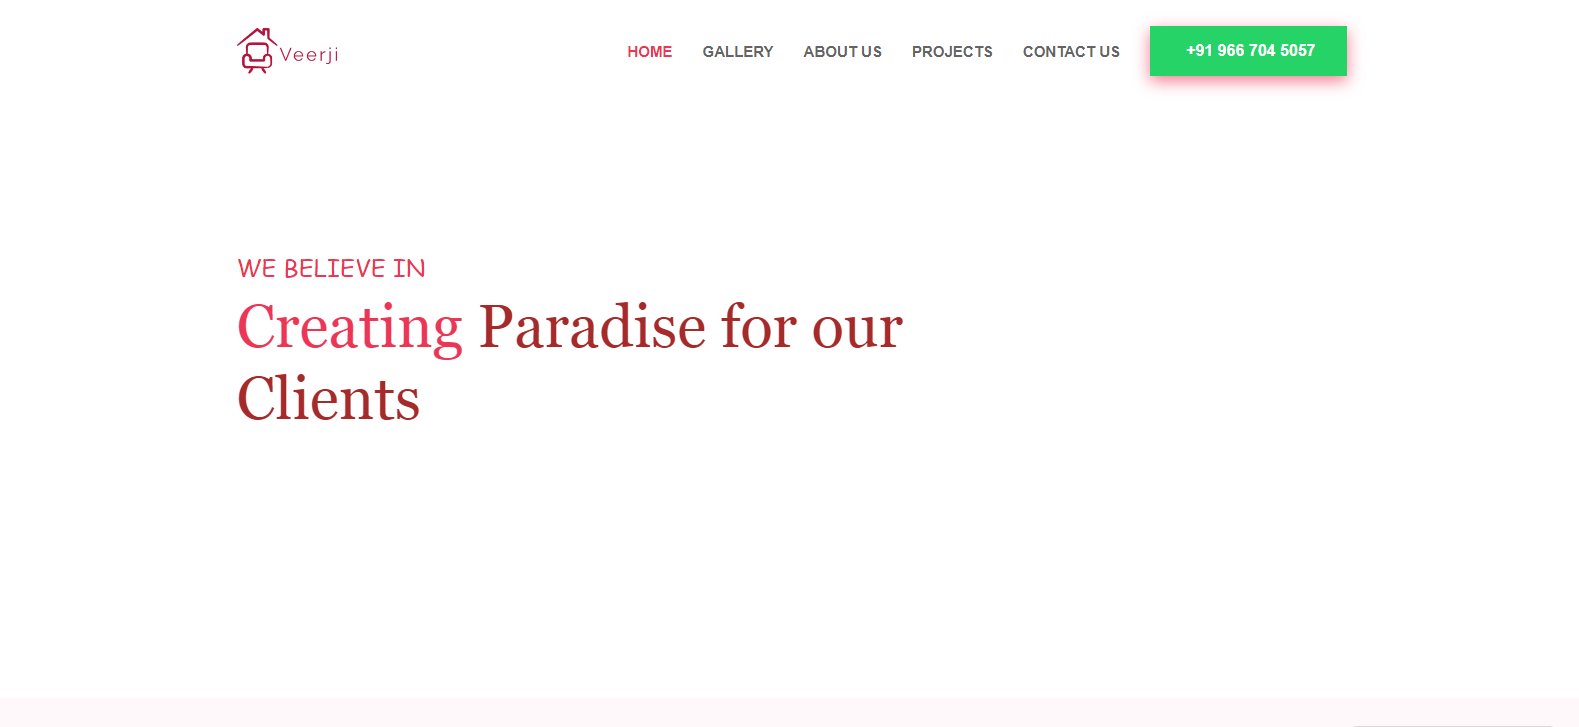 Veerji
HOME GALLERY ABOUT US PROJECTS CONTACT US +91 966 704 5057
WE BELIEVE IN
Creating Paradise for our
Clients